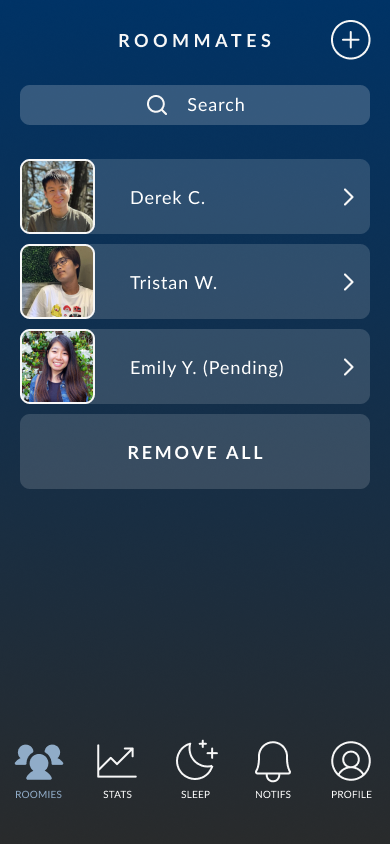 ROOMMATES
Search
Derek C.
Tristan W.
Emily Y. (Pending)
REMOVE ALL
ROOMIES STATS SLEEP NOTIFS PROFILE